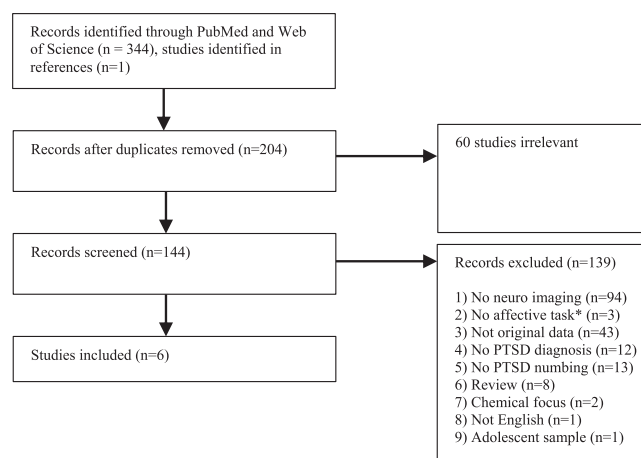 Records identified through PubMed and Web
of Science (n = 344), studies identified in
references (n=1)
Records after duplicates removed (n=204)
60 studies irrelevant
Records screened (n=144)
Records excluded (n=139)
1) No neuro imaging (n=94)
2) No affective task* (n=3)
3) Not original data (n=43)
4) No PTSD diagnosis (n=12)
5) No PTSD numbing (n=13)
6) Review (n=8)
7) Chemical focus (n=2)
8) Not English (n=1)
9) Adolescent sample (n=1)
Studies included (n=6)